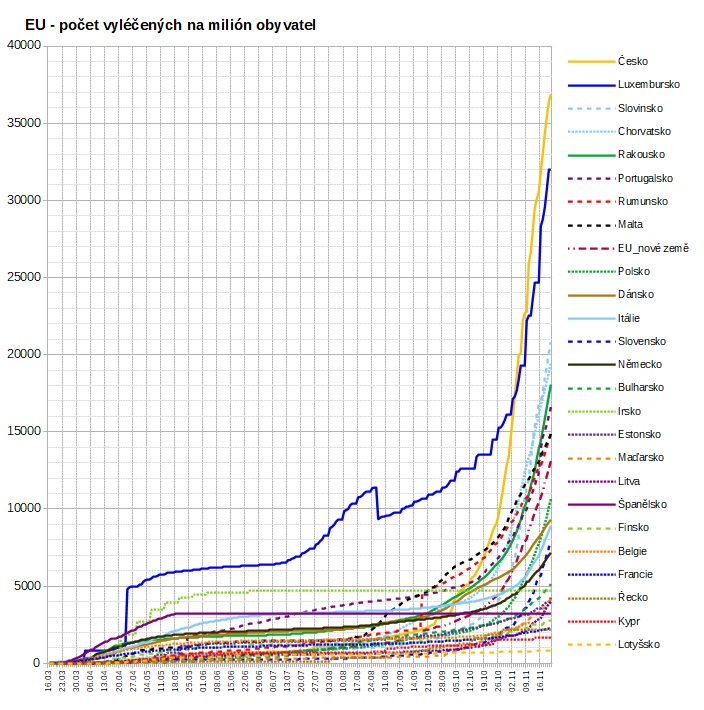 EU - počet vyléčených na milión obyvatel
40000
35000
30000
25000
20000
15000
10000
5000
0
16.03
23.03
30.03
06.04
13.04
20.04
27.04
04.05
11.05
18.05
25.05
01.06
08.06
15.06
22.06
29.06
06.07
13.07
20.07
27.07
03.08
10.08
17.08
24.08
31.08
07.09
14.09
21.09
28.09
05.10
12.10
19.10
26.10
02.11
09.11
16.11
Česko
Luxembursko
Slovinsko
Chorvatsko
Rakousko
Portugalsko
Rumunsko
Malta
EU_nové země
Polsko
Dánsko
Itálie
Slovensko
Německo
Bulharsko
Irsko
Estonsko
Maďarsko
Litva
Španělsko
Finsko
Belgie
Francie
Řecko
Kypr
Lotyšsko